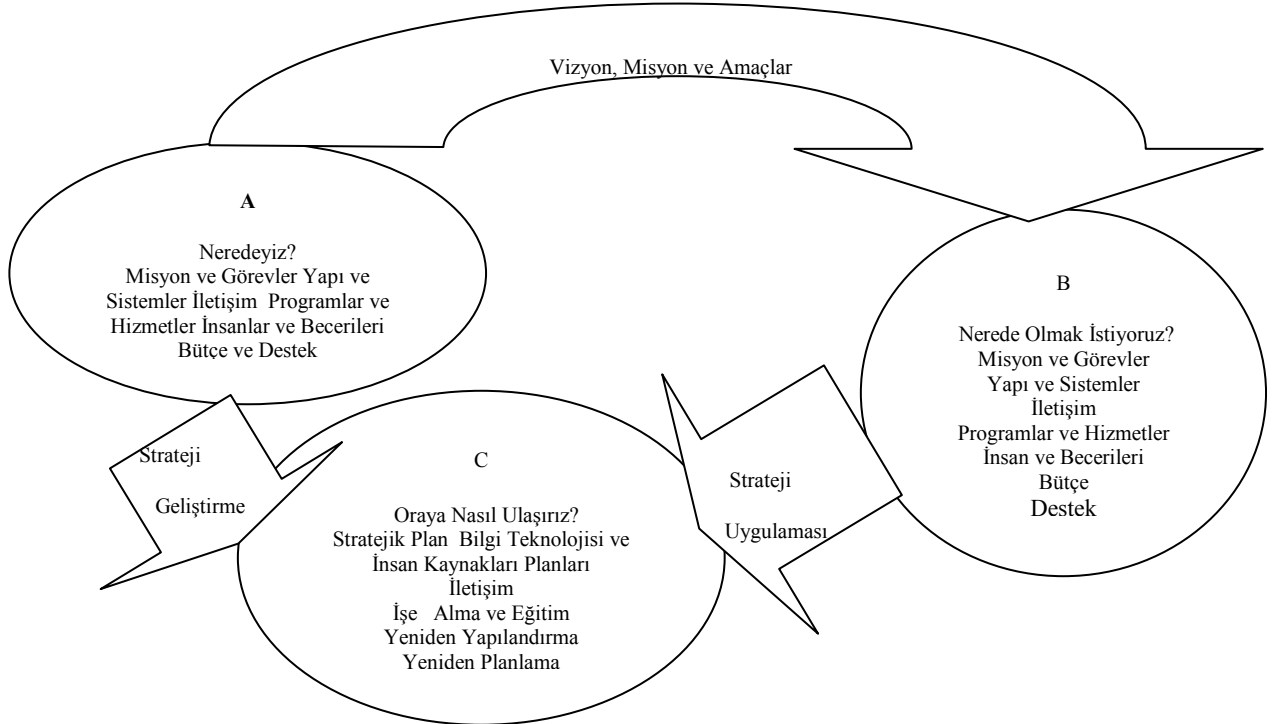 Vizyon, Misyon ve Amaçlar
A
Neredeyiz?
Misyon ve Görevler Yapı ve
Sistemler İletişim Programlar ve
Hizmetler İnsanlar ve Becerileri
Bütçe ve Destek
B
Nerede Olmak İstiyoruz?
Misyon ve Görevler
Yapı ve Sistemler
İletişim
Programlar ve Hizmetler
İnsan ve Becerileri
Bütçe
Destek
Strateji
Geliştirme
C
Oraya Nasıl Ulaşırız?
Stratejik Plan Bilgi Teknolojisi ve
İnsan Kaynakları Planları
İletişim
İşe Alma ve Eğitim
Yeniden Yapılandırma
Yeniden Planlama
Strateji
Uygulaması